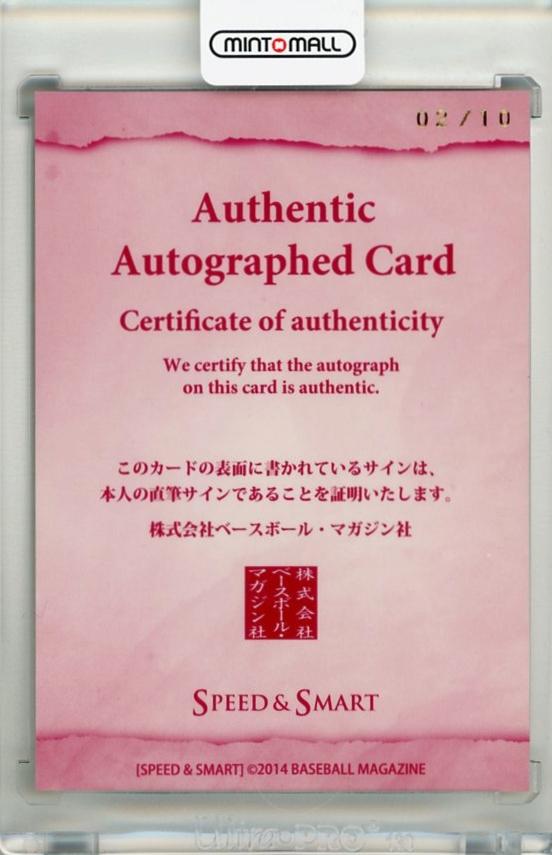 MINTOMALL
02/10
Authentic
Autographed Card
Certificate of authenticity
We certify that the autograph
on this card is authentic.
このカードの表面に書かれているサインは、
本人の直筆サインであることを証明いたします。
株式会社ベースボール・マガジン社
株式会社
ベースボール・
マガジン社
SPEED & SMART
[SPEED & SMART] ©2014 BASEBALL MAGAZINE
Ultra PRO